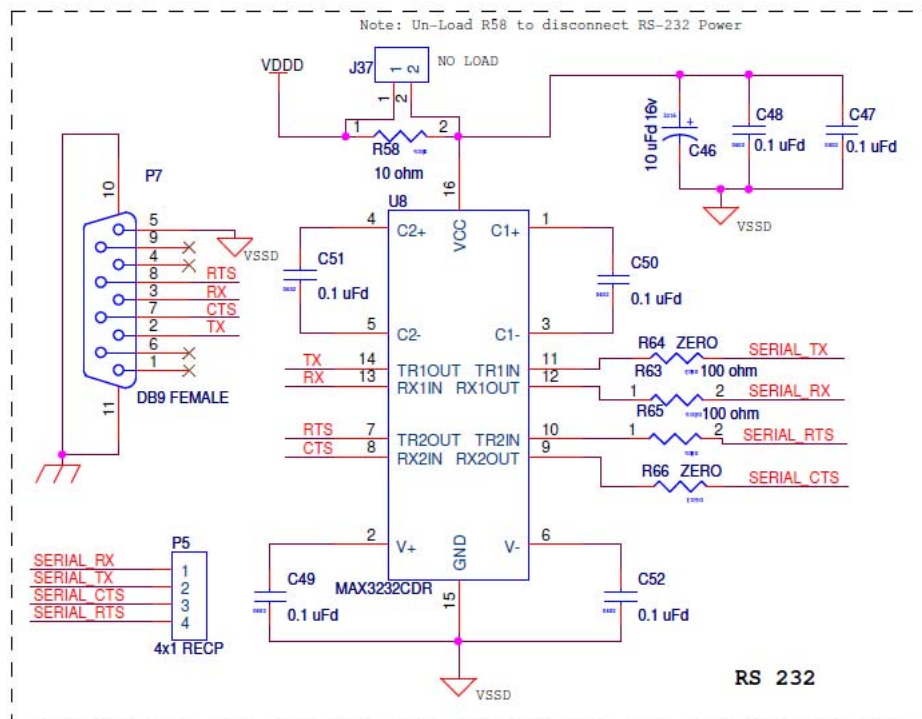 Note: Un-Load R58 to disconnect RS-232 Power
VDDD
J37
1 2
NO LOAD
1 2
1 2
R58
10 ohm
10 uFd 16v
+
C46
C48
0.1 uFd
C47
0.1 uFd
VSSD
P7
10
5
9
4
8
3
7
2
6
1
11
VSSD
RTS
RX
CTS
TX
DB9 FEMALE
U8
16
VCC
4 C2+
C1+ 1
C51
0.1 uFd
C50
0.1 uFd
5 C2-
C1- 3
TX 14 TR1OUT TR1IN 11
RX 13 RX1IN RX1OUT 12
RTS 7 TR2OUT TR2IN 10
CTS 8 RX2IN RX2OUT 9
R64 ZERO SERIAL_TX
R63 100 ohm
1 2 SERIAL_RX
R65 100 ohm
1 2 SERIAL_RTS
R66 ZERO SERIAL_CTS
2 V+
V- 6
GND
15
MAX3232CDR
C49
0.1 uFd
C52
0.1 uFd
VSSD
P5
SERIAL_RX 1
SERIAL_TX 2
SERIAL_CTS 3
SERIAL_RTS 4
4x1 RECP
RS 232